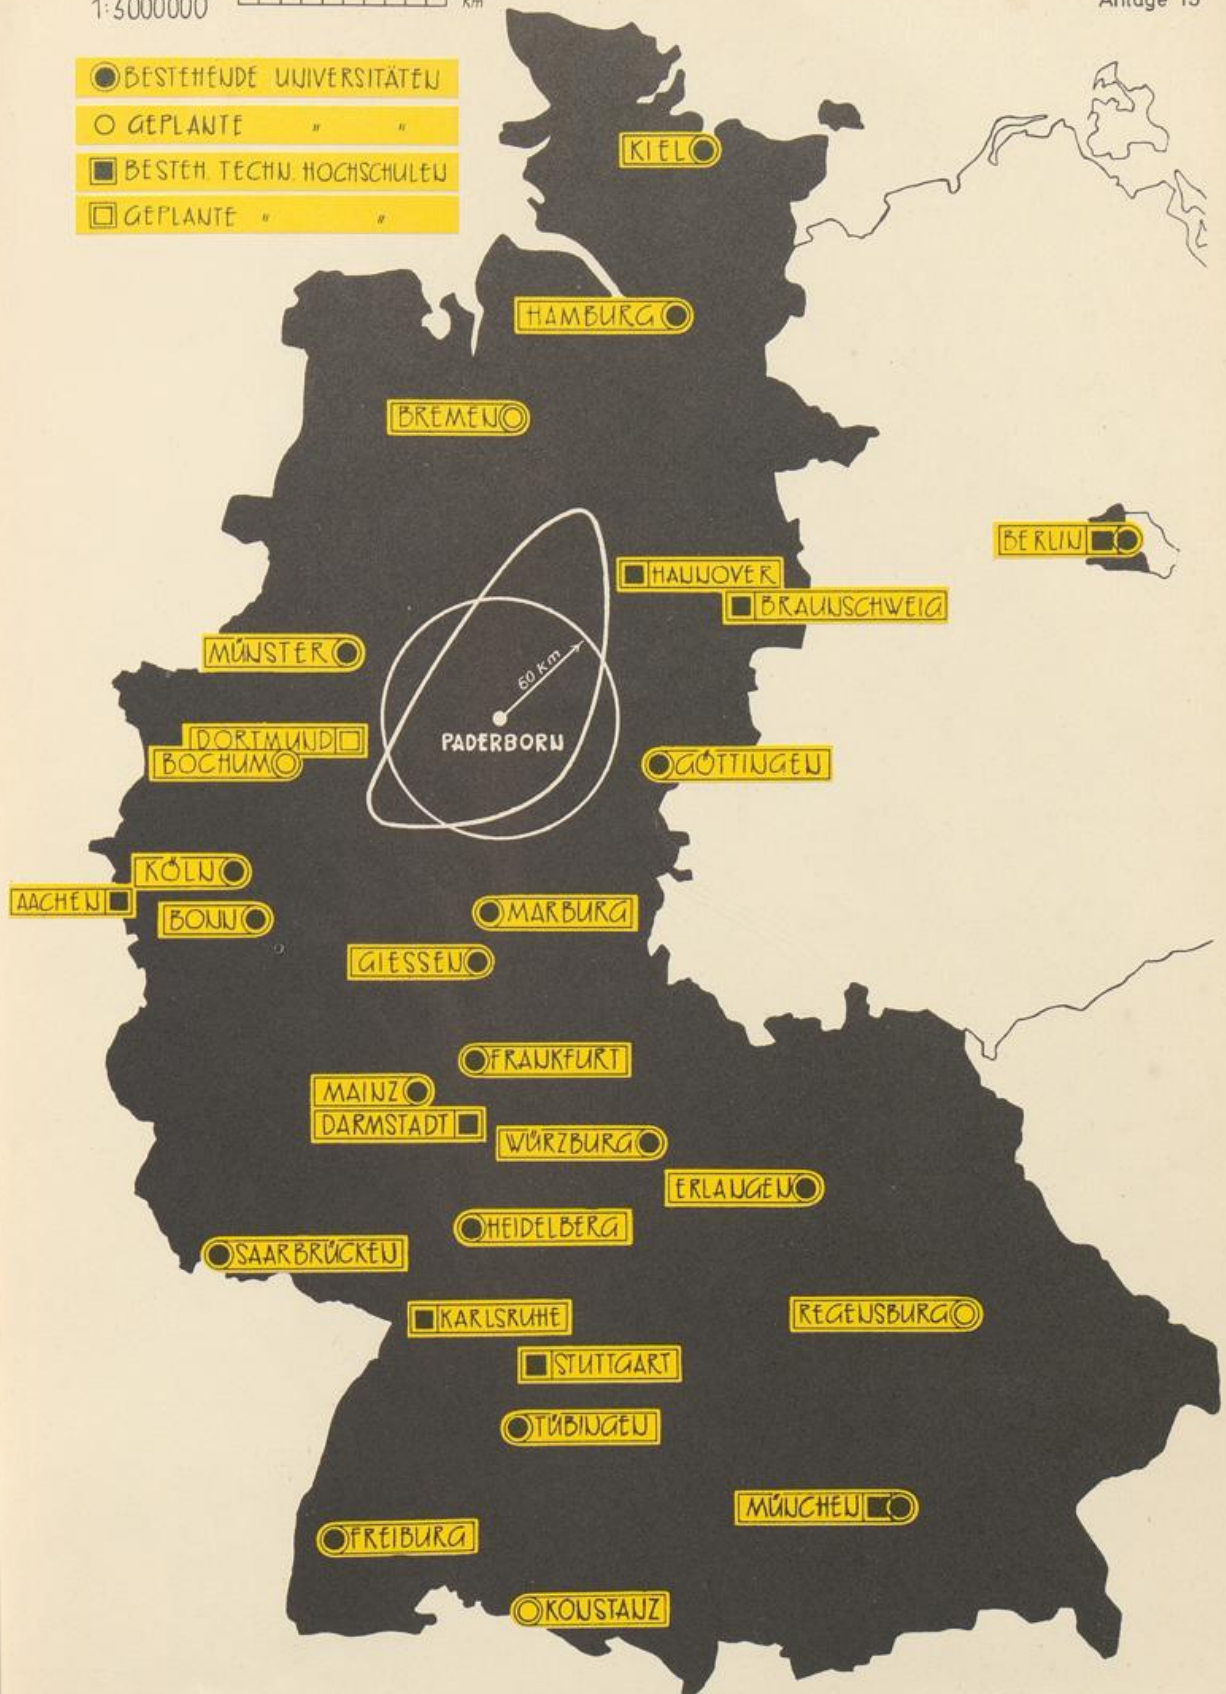 1:3000000 km
Anlage 15
BESTEHENDE UNIVERSITÄTEN
GEPLANTE " "
BESTEH. TECHN. HOCHSCHULEN
GEPLANTE " "
KIEL
HAMBURG
BREMEN
BERLIN
HANNOVER
BRAUNSCHWEIG
MÜNSTER
60 km
DORTMUND
PADERBORN
BOCHUM
GÖTTINGEN
KÖLN
AACHEN
BONN
MARBURG
GIESSEN
FRANKFURT
MAINZ
DARMSTADT
WÜRZBURG
ERLANGEN
HEIDELBERG
SAARBRÜCKEN
KARLSRUHE
REGENSBURG
STUTTGART
TÜBINGEN
MÜNCHEN
FREIBURG
KONSTANZ